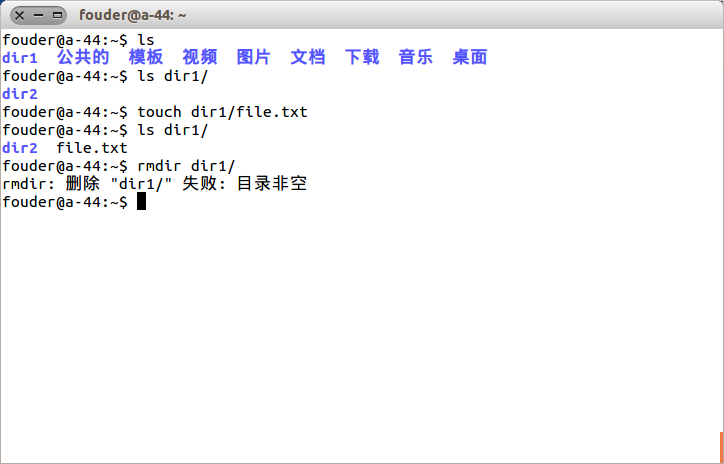 fouder@a-44: ~
fouder@a-44:~$ ls
dir1  公共的  模板  视频  图片  文档  下载  音乐  桌面
fouder@a-44:~$ ls dir1/
dir2
fouder@a-44:~$ touch dir1/file.txt
fouder@a-44:~$ ls dir1/
dir2  file.txt
fouder@a-44:~$ rmdir dir1/
rmdir: 删除 "dir1/" 失败: 目录非空
fouder@a-44:~$